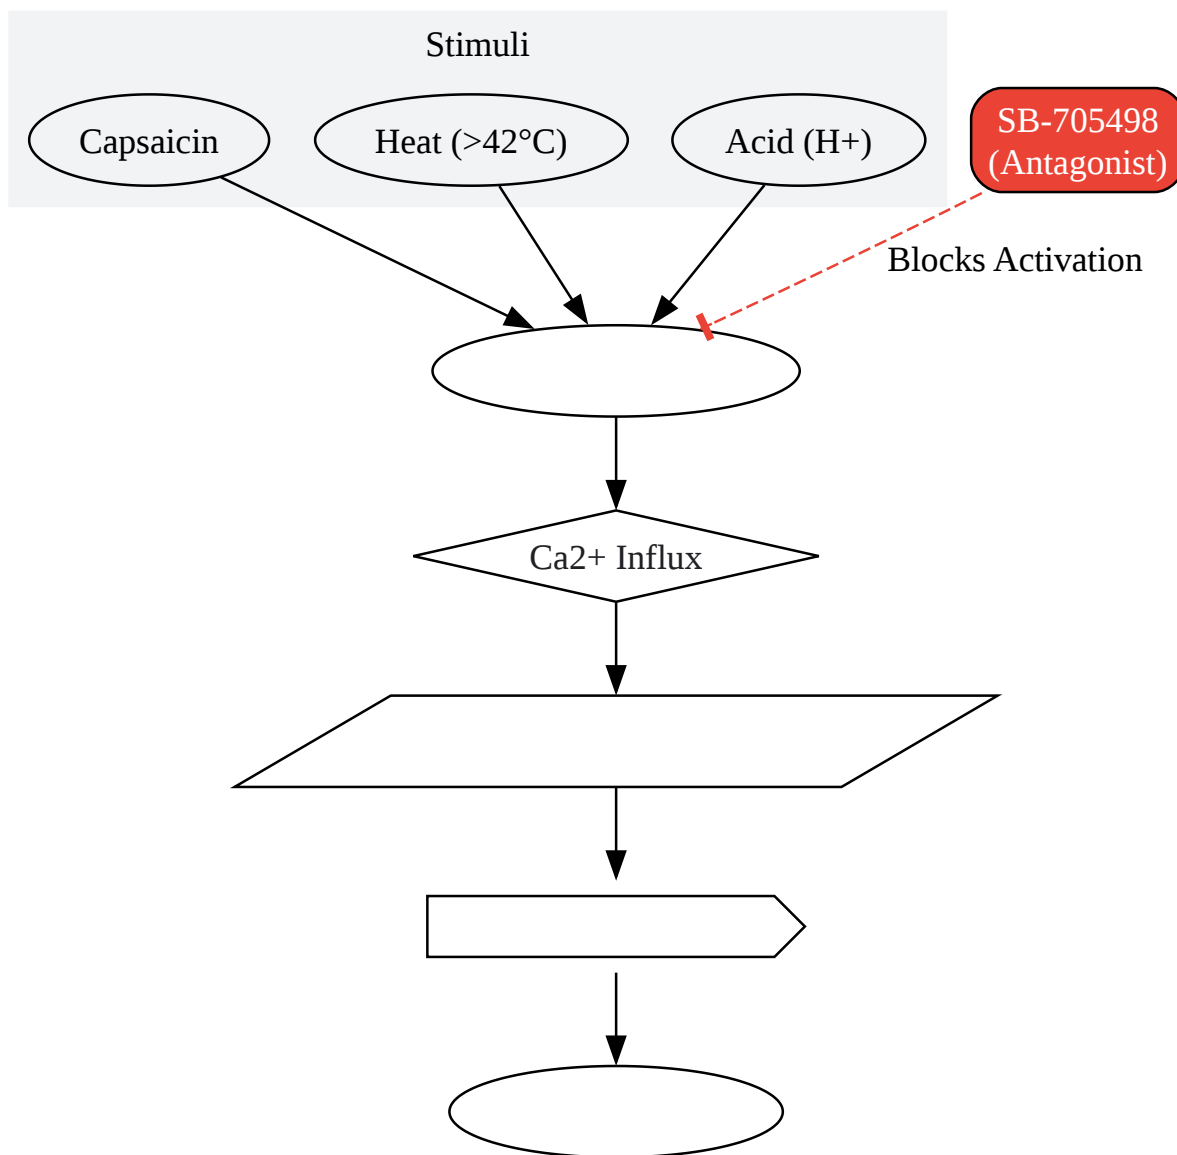 Stimuli
Capsaicin
Heat (>42°C)
Acid (H+)
SB-705498
(Antagonist)
Blocks Activation
Ca2+ Influx